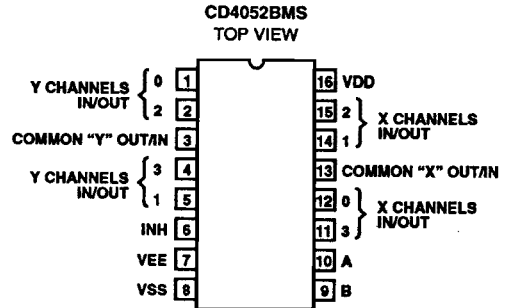 CD4052BMS
TOP VIEW
Y CHANNELS IN/OUT
0 1
2 2
COMMON "Y" OUT/IN 3
Y CHANNELS IN/OUT
3 4
1 5
INH 6
VEE 7
VSS 8
16 VDD
15 2
14 1
X CHANNELS IN/OUT
13 COMMON "X" OUT/IN
12 0
11 3
X CHANNELS IN/OUT
10 A
9 B